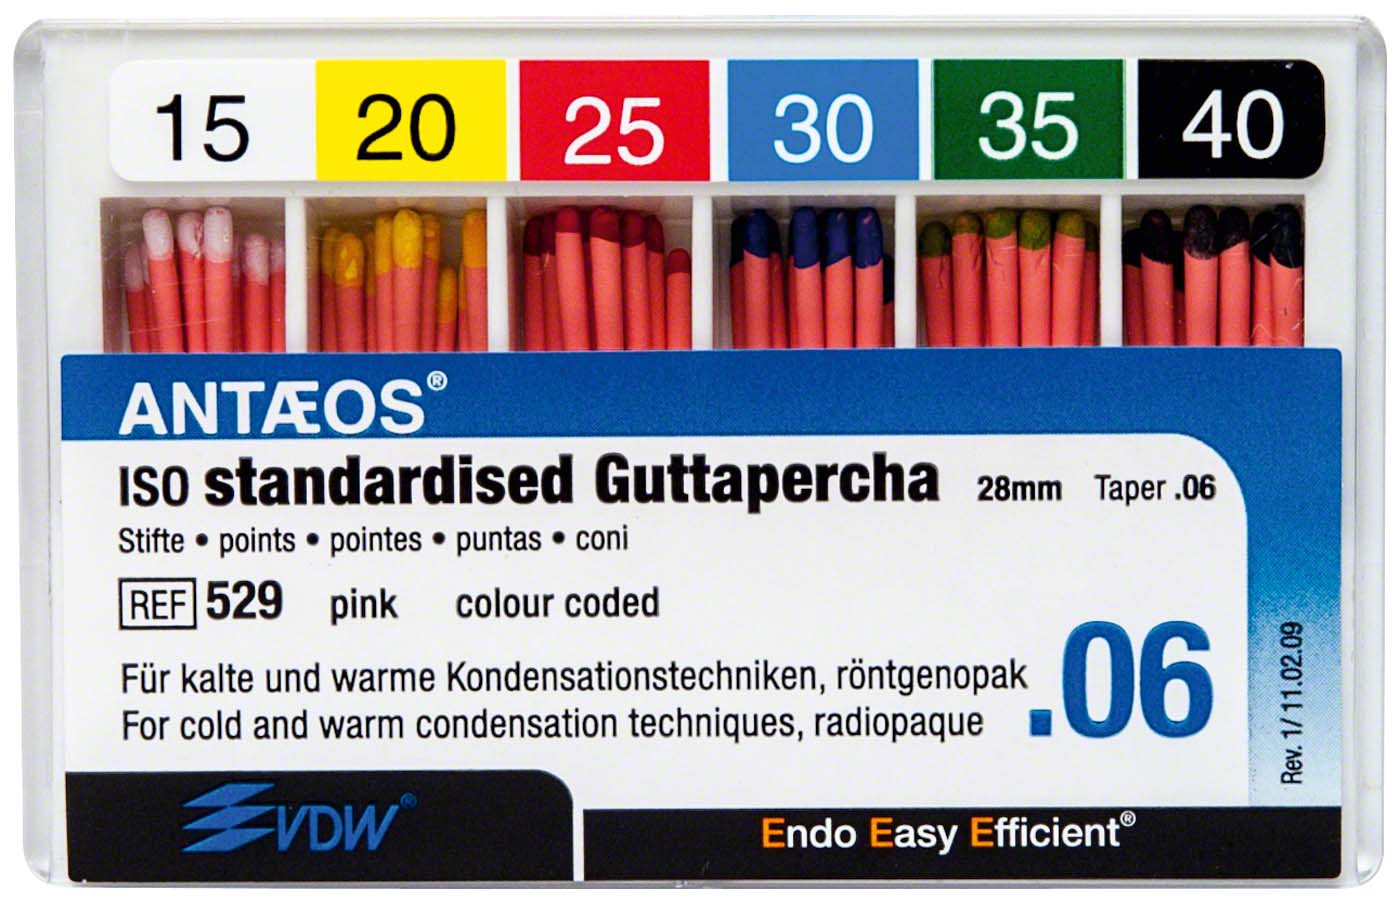 15 20 25 30 35 40
ANTÆOS®
ISO standardised Guttapercha 28mm Taper .06
Stifte • points • pointes • puntas • coni
REF 529 pink colour coded
Für kalte und warme Kondensationstechniken, röntgenopak
For cold and warm condensation techniques, radiopaque
.06
Rev. 1/ 11.02.09
VDW®
Endo Easy Efficient®